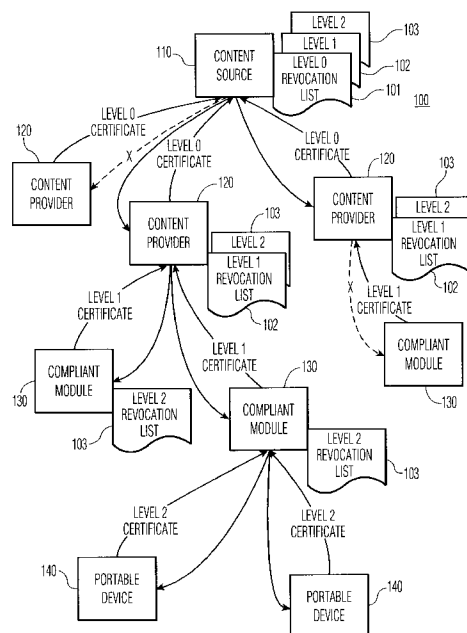 LEVEL 2
103
LEVEL 1
110
CONTENT
SOURCE
LEVEL 0
REVOCATION
LIST
102
101
100
LEVEL 0
CERTIFICATE
120
X
CONTENT
PROVIDER
LEVEL 0
CERTIFICATE
120
CONTENT
PROVIDER
103
LEVEL 2
LEVEL 1
REVOCATION
LIST
102
LEVEL 0
CERTIFICATE
120
CONTENT
PROVIDER
103
LEVEL 2
LEVEL 1
REVOCATION
LIST
102
X
LEVEL 1
CERTIFICATE
COMPLIANT
MODULE
130
LEVEL 1
CERTIFICATE
COMPLIANT
MODULE
130
LEVEL 2
REVOCATION
LIST
103
LEVEL 1
CERTIFICATE
130
COMPLIANT
MODULE
LEVEL 2
REVOCATION
LIST
103
LEVEL 2
CERTIFICATE
PORTABLE
DEVICE
140
LEVEL 2
CERTIFICATE
PORTABLE
DEVICE
140